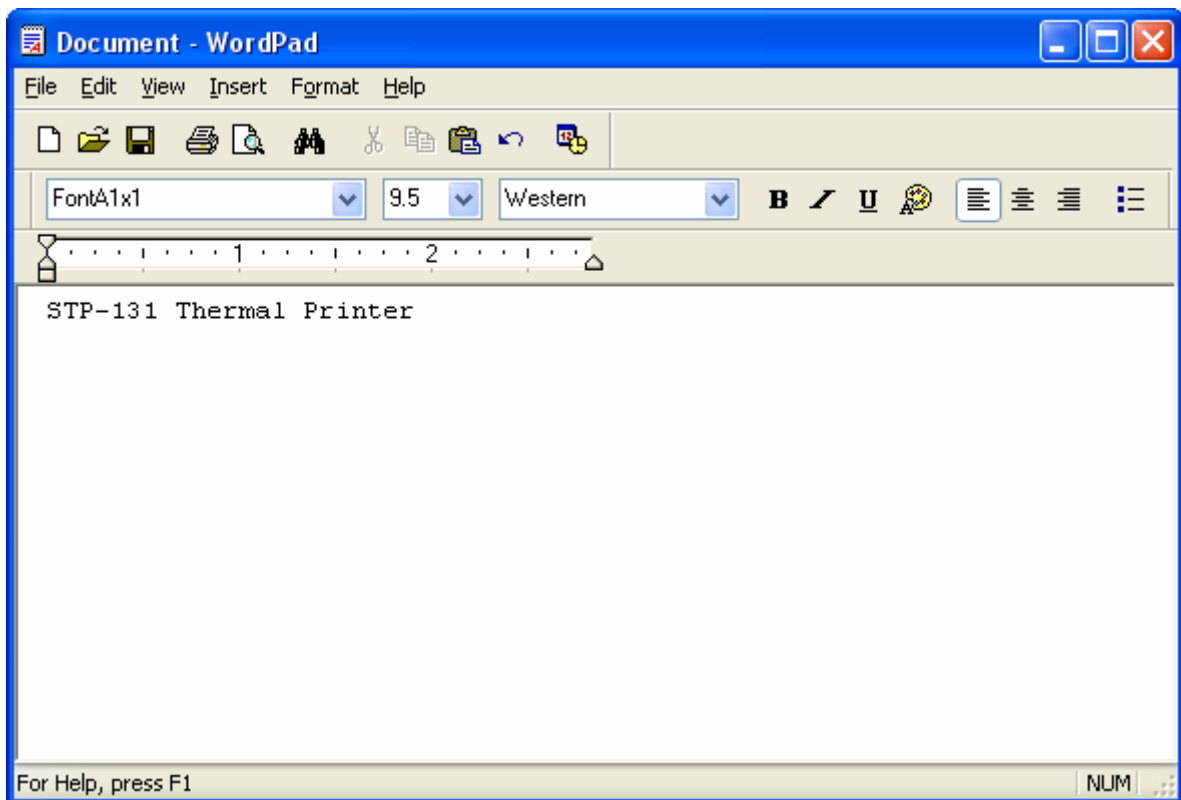 Document - WordPad
File Edit View Insert Format Help
FontA1x1 9.5 Western B / U
1 2
STP-131 Thermal Printer
For Help, press F1 NUM